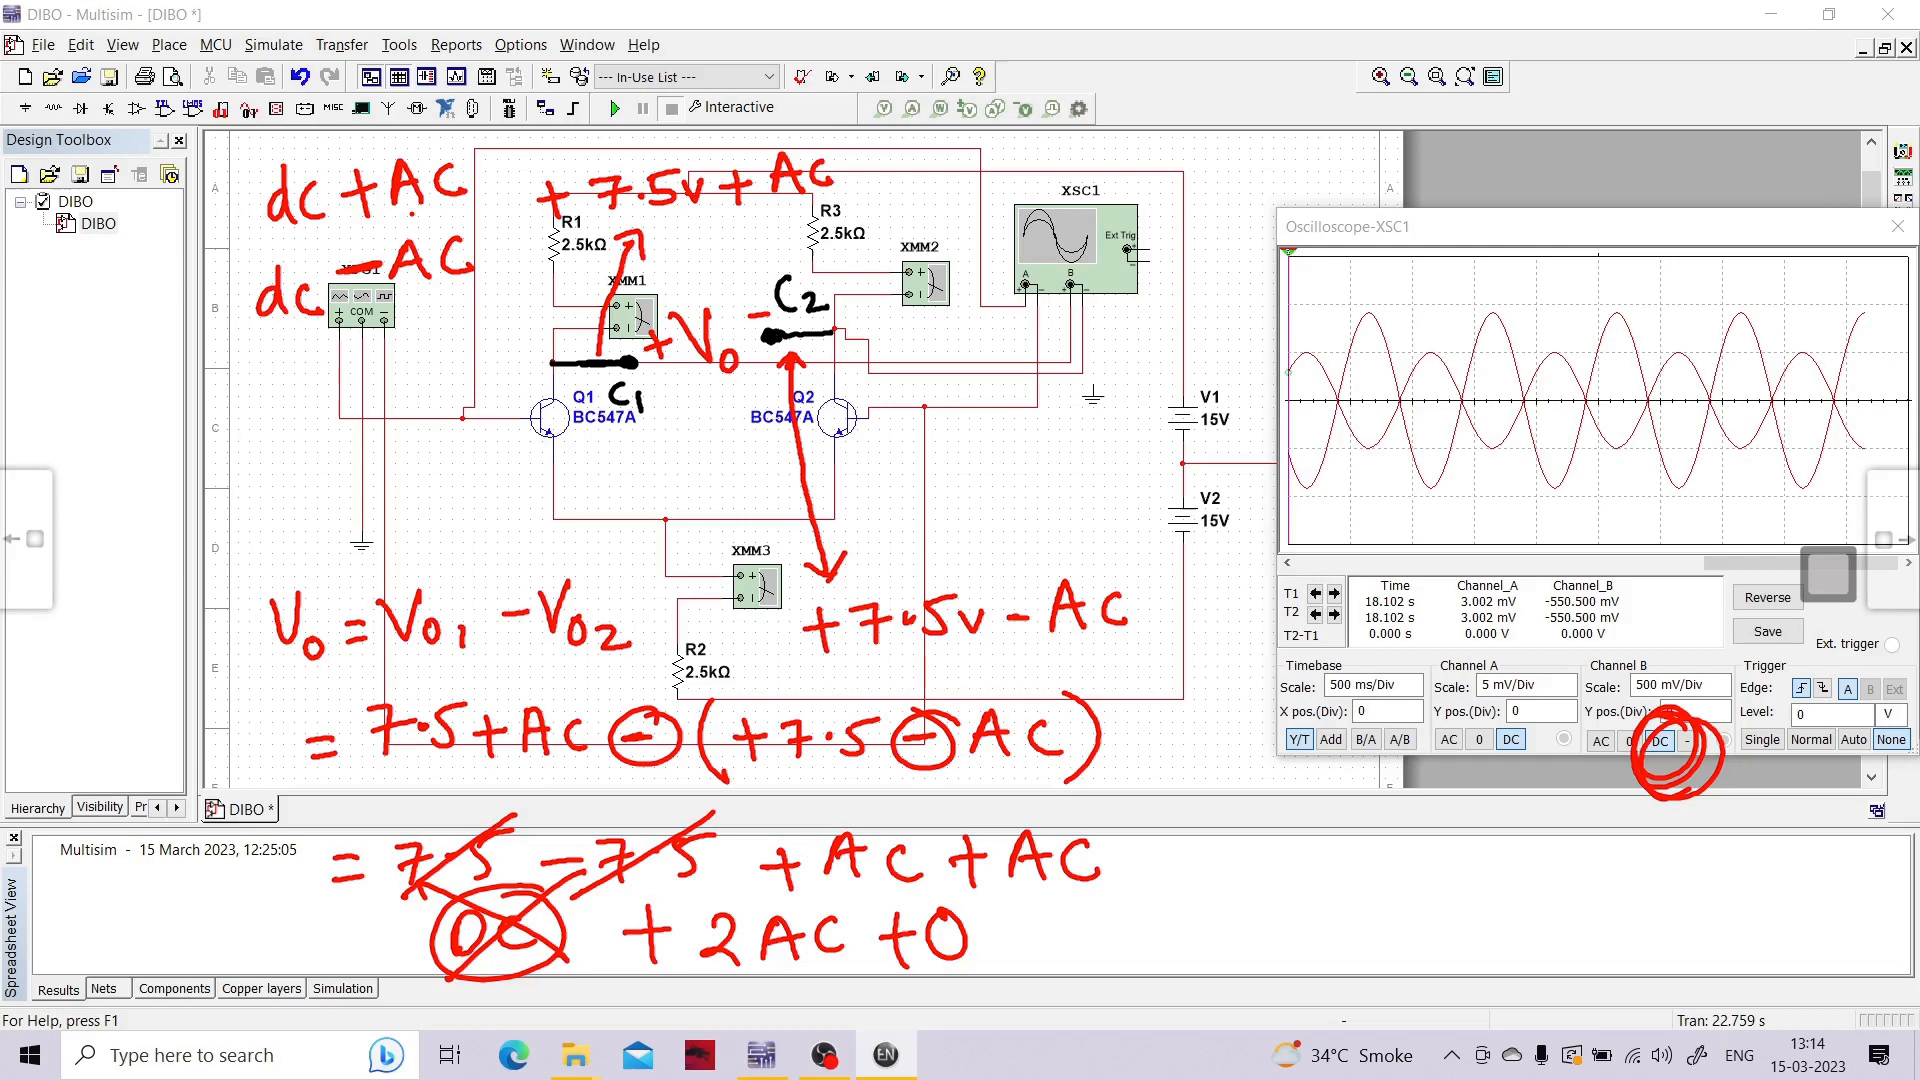 DIBO - Multisim - [DIBO *]
File Edit View Place MCU Simulate Transfer Tools Reports Options Window Help
--- In-Use List ---
Interactive
Design Toolbox
DIBO
DIBO
Hierarchy Visibility Pr
A
B
C
D
E
A
dc + AC
dc - AC
+ 7.5v + AC
R1
2.5kΩ
R3
2.5kΩ
XMM1
XMM2
XSC1
Ext Trig
A B
COM
C2
+ V0 -
C1
Q1
BC547A
Q2
BC547A
V1
15V
V2
15V
XMM3
R2
2.5kΩ
V0 = V01 - V02
+7.5v - AC
= 7.5 + AC - (+7.5 - AC)
= 7.5 - 7.5 + AC + AC
DC + 2AC + 0
Oscilloscope-XSC1
Time Channel_A Channel_B
T1 18.102 s 3.002 mV -550.500 mV
T2 18.102 s 3.002 mV -550.500 mV
T2-T1 0.000 s 0.000 V 0.000 V
Reverse
Save
Ext. trigger
Timebase
Scale: 500 ms/Div
X pos.(Div): 0
Y/T Add B/A A/B
Channel A
Scale: 5 mV/Div
Y pos.(Div): 0
AC 0 DC
Channel B
Scale: 500 mV/Div
Y pos.(Div):
AC 0 DC -
Trigger
Edge: A B Ext
Level: 0 V
Single Normal Auto None
DIBO *
Spreadsheet View
Multisim - 15 March 2023, 12:25:05
Results Nets Components Copper layers Simulation
For Help, press F1
-
Tran: 22.759 s
Type here to search
EN
34°C Smoke
ENG
13:14
15-03-2023